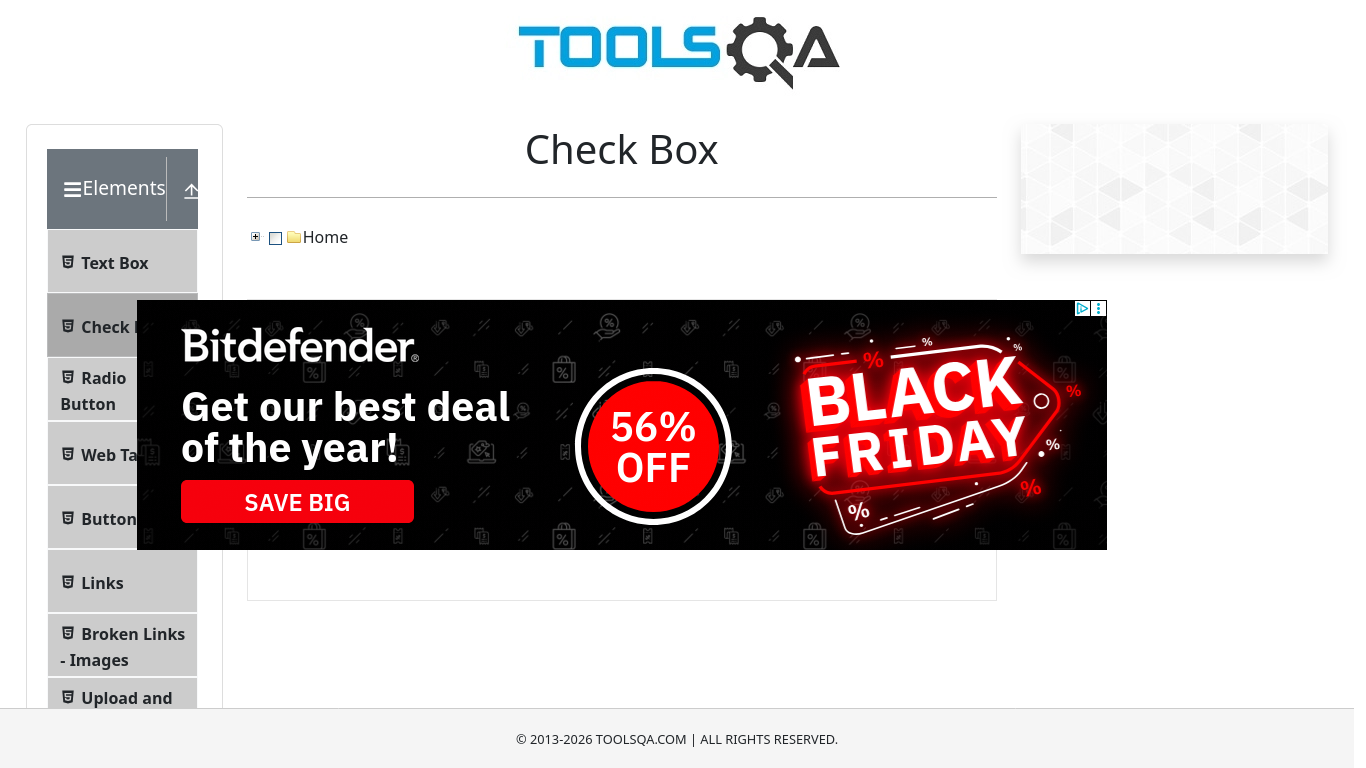 TOOLSQA
Check Box
Elements
Text Box
Home
Check
Radio
Button
Web Ta
Button
Links
Broken Links
- Images
Upload and
Bitdefender®
Get our best deal
of the year!
SAVE BIG
56%
OFF
BLACK
FRIDAY
% % % % % % %
© 2013-2026 TOOLSQA.COM | ALL RIGHTS RESERVED.